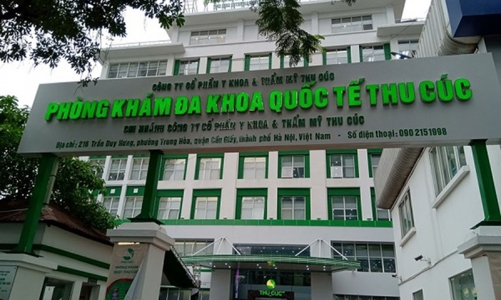 CÔNG TY CỔ PHẦN Y KHOA & THẨM MỸ THU CÚC
PHÒNG KHÁM ĐA KHOA QUỐC TẾ THU CÚC
CHI NHÁNH CÔNG TY CỔ PHẦN Y KHOA & THẨM MỸ THU CÚC
Địa chỉ: 216 Trần Duy Hưng, phường Trung Hòa, quận Cầu Giấy, thành phố Hà Nội, Việt Nam - Số điện thoại: 090 2151998
THU CUC